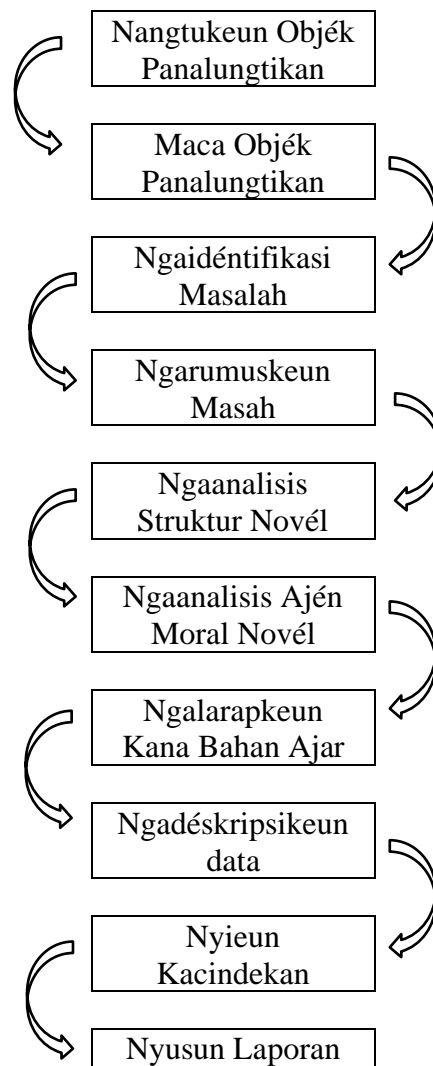 Nangtukeun Objék
Panalungtikan
Maca Objék
Panalungtikan
Ngaidéntifikasi
Masalah
Ngarumuskeun
Masah
Ngaanalisis
Struktur Novél
Ngaanalisis Ajén
Moral Novél
Ngalarapkeun
Kana Bahan Ajar
Ngadéskripsikeun
data
Nyieun
Kacindekan
Nyusun Laporan